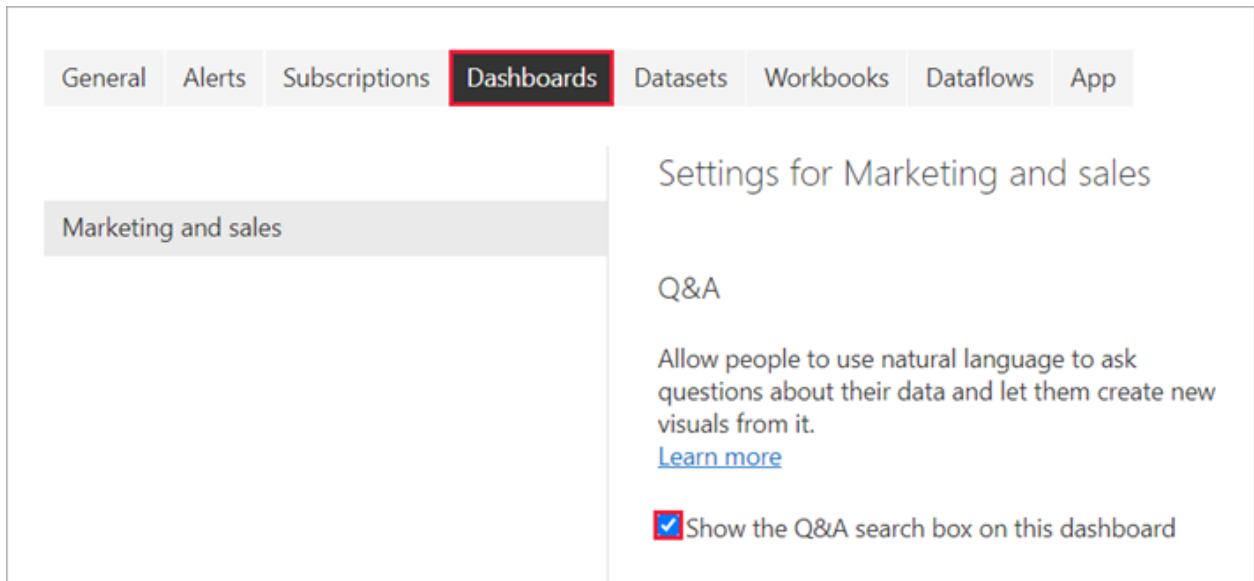 General Alerts Subscriptions Dashboards Datasets Workbooks Dataflows App
Settings for Marketing and sales
Marketing and sales
Q&A
Allow people to use natural language to ask
questions about their data and let them create new
visuals from it.
Learn more
Show the Q&A search box on this dashboard